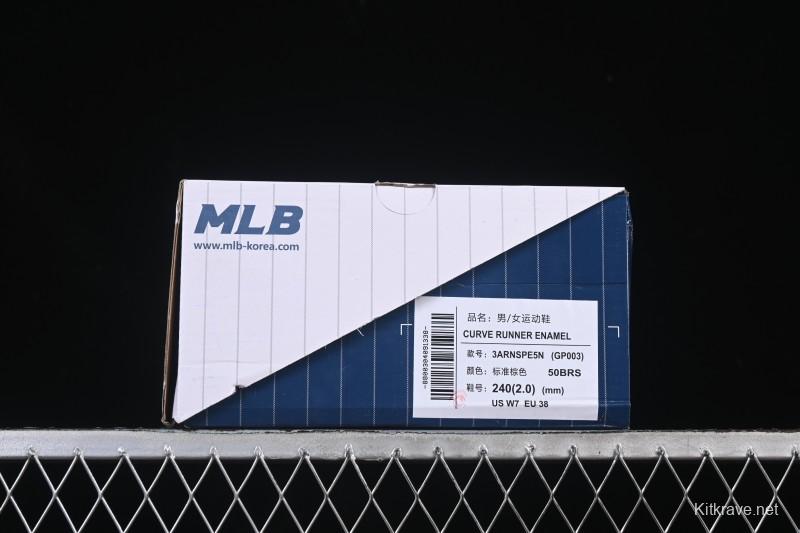 MLB
www.mlb-korea.com
品名：男/女运动鞋
CURVE RUNNER ENAMEL
款号：3ARNSPE5N (GP003)
颜色：标准棕色 50BRS
鞋号：240(2.0) (mm)
US W7 EU 38
Kitkrave.net